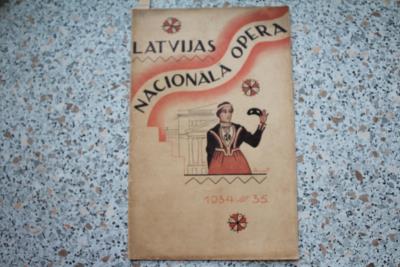 LATVIJAS
NACIONALA OPERA
1934 35.